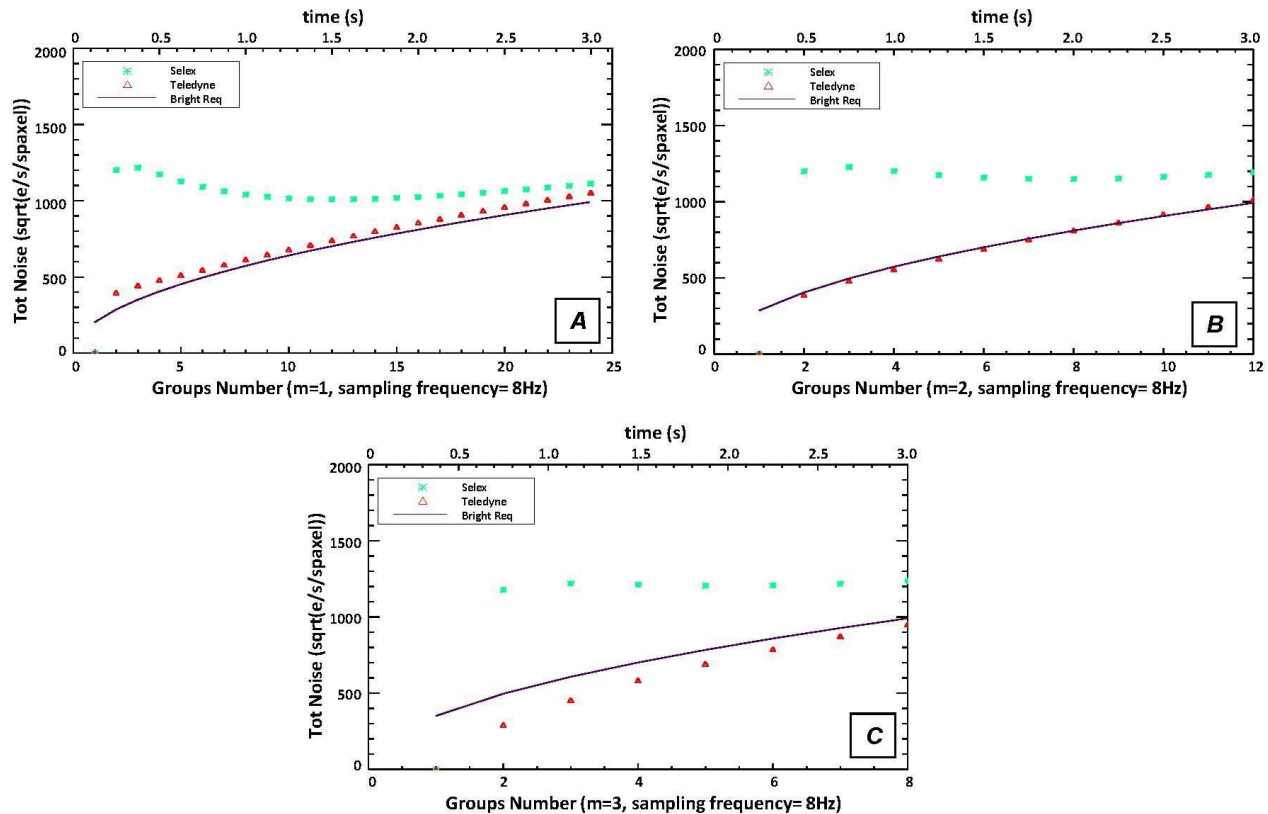 time (s)
0.0 0.5 1.0 1.5 2.0 2.5 3.0
2000
1500
1000
500
0
Tot Noise (sqrt(e/s/spaxel))
Selex
Teledyne
Bright Req
A
0 5 10 15 20 25
Groups Number (m=1, sampling frequency= 8Hz)
time (s)
0.0 0.5 1.0 1.5 2.0 2.5 3.0
2000
1500
1000
500
0
Tot Noise (sqrt(e/s/spaxel))
Selex
Teledyne
Bright Req
B
0 2 4 6 8 10 12
Groups Number (m=2, sampling frequency= 8Hz)
time (s)
0.0 0.5 1.0 1.5 2.0 2.5 3.0
2000
1500
1000
500
0
Tot Noise (sqrt(e/s/spaxel))
Selex
Teledyne
Bright Req
C
0 2 4 6 8
Groups Number (m=3, sampling frequency= 8Hz)